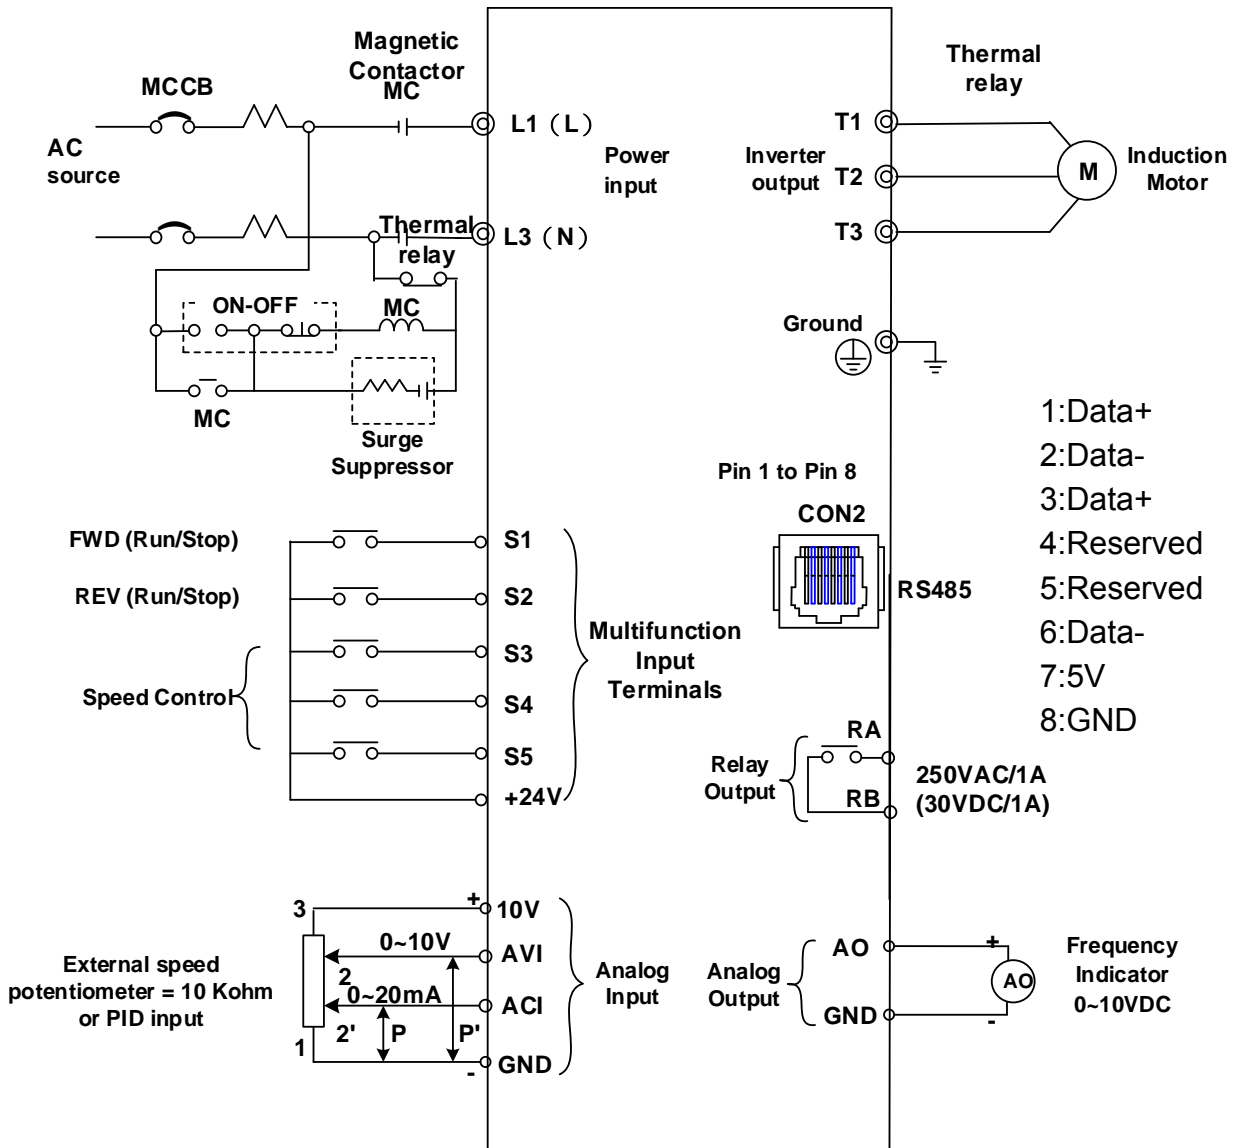 Magnetic
Contactor
MC
MCCB
AC
source
L1 (L)
Power
input
L3 (N)
Thermal
relay
ON-OFF
MC
MC
Surge
Suppressor
Thermal
relay
T1
Inverter
output
T2
T3
M
Induction
Motor
Ground
1:Data+
2:Data-
3:Data+
4:Reserved
5:Reserved
6:Data-
7:5V
8:GND
Pin 1 to Pin 8
CON2
RS485
FWD (Run/Stop)
S1
REV (Run/Stop)
S2
S3
Speed Control
S4
S5
+24V
Multifunction
Input
Terminals
Relay
Output
RA
RB
250VAC/1A
(30VDC/1A)
External speed
potentiometer = 10 Kohm
or PID input
3
+
10V
0~10V
AVI
2
0~20mA
ACI
2'
P
P'
1
-
GND
Analog
Input
Analog
Output
AO
GND
+
AO
-
Frequency
Indicator
0~10VDC